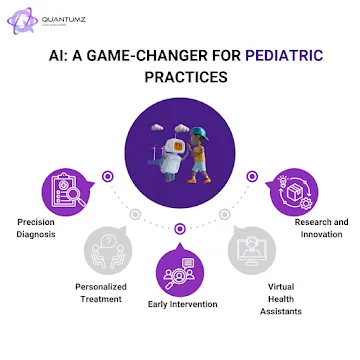 QUANTUMZ
AI: A GAME-CHANGER FOR PEDIATRIC
PRACTICES
Precision
Diagnosis
Personalized
Treatment
Early Intervention
Virtual
Health
Assistants
Research and
Innovation